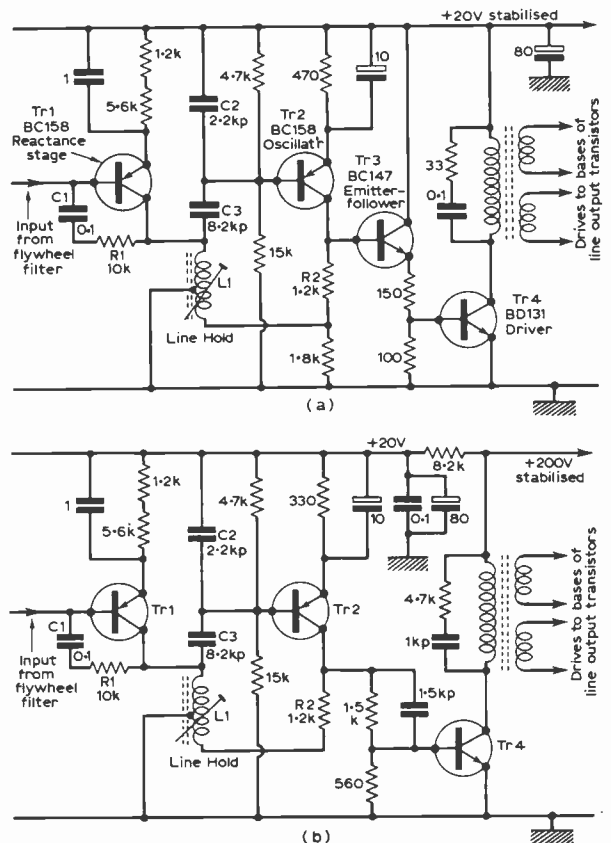 +20V stabilised
1
1·2k
5·6k
C2
2·2kp
4·7k
470
10
80
Tr1
BC158
Reactance
stage
Tr2
BC158
Oscillatr
Tr3
BC147
Emitter-
follower
33
0·1
Drives to bases of
line output transistors
C1
0·1
Input
from
flywheel
filter
R1
10k
C3
8·2kp
15k
L1
Line Hold
R2
1·2k
1·8k
150
100
Tr4
BD131
Driver
(a)
+20V
8·2k
+200V
stabilised
1
1·2k
5·6k
C2
2·2kp
4·7k
330
10
0·1
80
Tr1
Tr2
4·7k
1kp
Drives to bases of
line output transistors
C1
0·1
Input
from
flywheel
filter
R1
10k
C3
8·2kp
15k
L1
Line Hold
R2
1·2k
1·5
k
1·5kp
560
Tr4
(b)